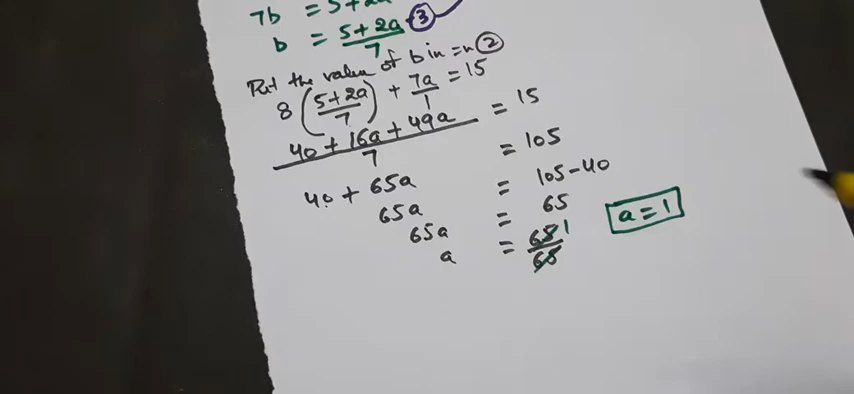 7b = 5+2a
b = 5+2a/7 3
Put the value of b in =n 2
8 (5+2a/7) + 7a/1 = 15
40 + 16a + 49a/7 = 15
40 + 65a = 105
65a = 105-40
65a = 65
a = 65/65 1
a = 1